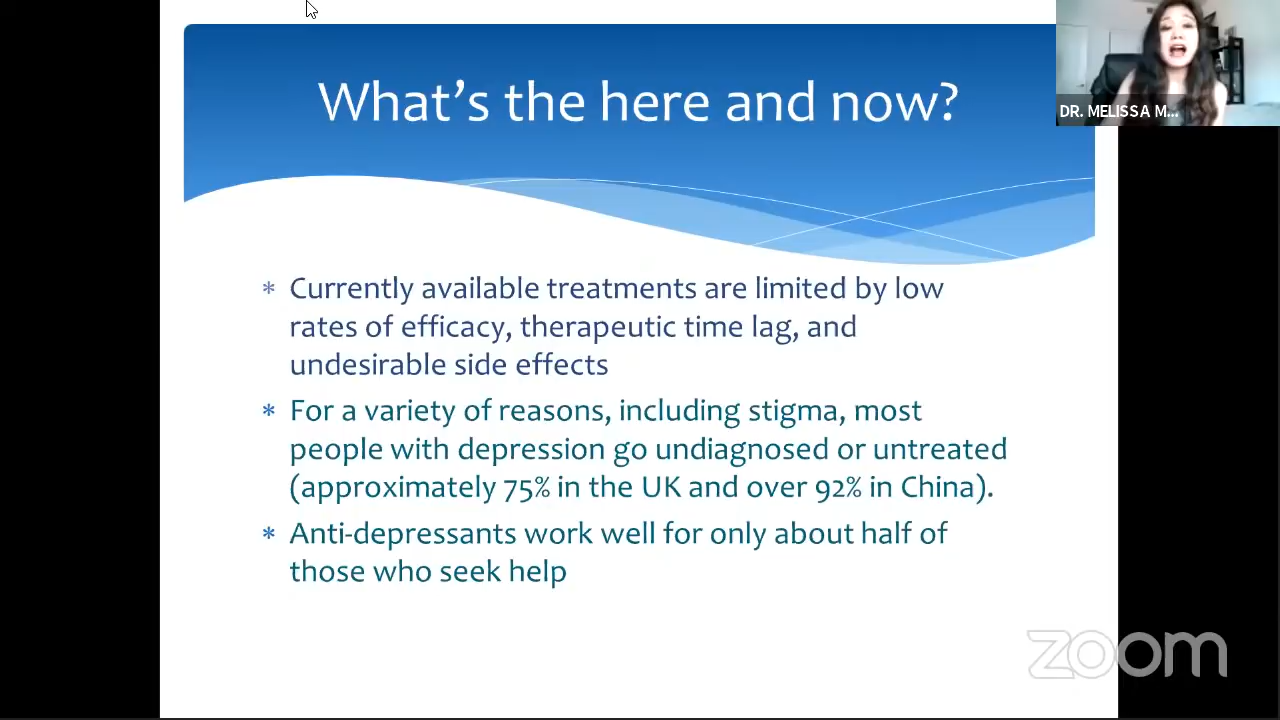 What's the here and now?
DR. MELISSA M...
* Currently available treatments are limited by low
rates of efficacy, therapeutic time lag, and
undesirable side effects
* For a variety of reasons, including stigma, most
people with depression go undiagnosed or untreated
(approximately 75% in the UK and over 92% in China).
* Anti-depressants work well for only about half of
those who seek help
zoom